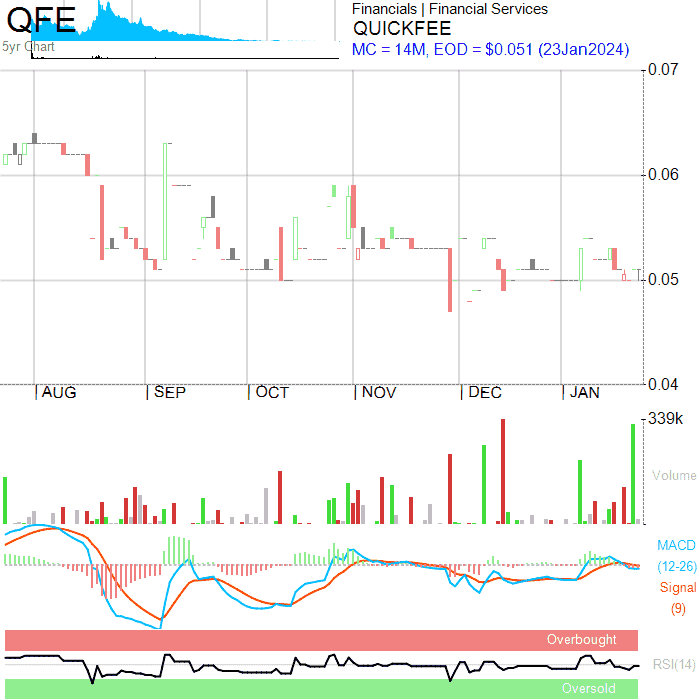 QFE
5yr Chart
Financials | Financial Services
QUICKFEE
MC = 14M, EOD = $0.051 (23Jan2024)
0.07
0.06
0.05
0.04
|AUG |SEP |OCT |NOV |DEC |JAN
339k
Volume
MACD
(12-26)
Signal
(9)
Overbought
RSI(14)
Oversold